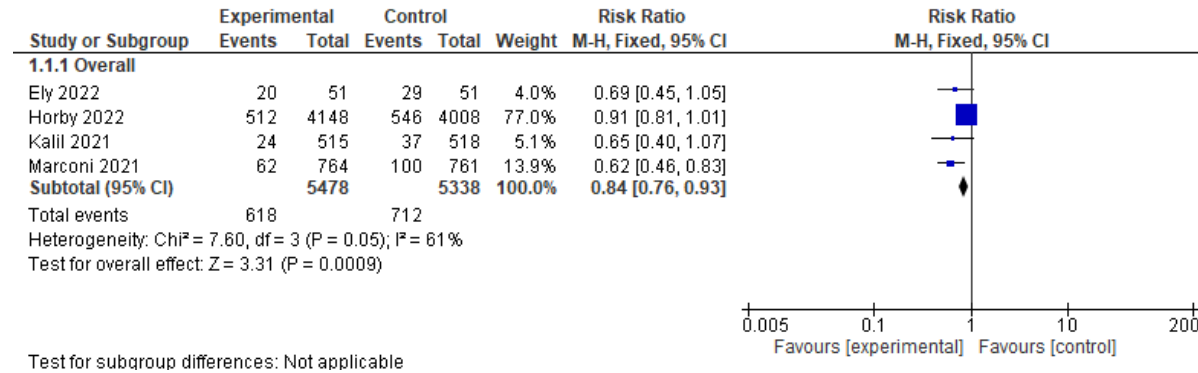 Experimental Control Risk Ratio Risk Ratio
Study or Subgroup Events Total Events Total Weight M-H, Fixed, 95% CI M-H, Fixed, 95% CI
1.1.1 Overall
Ely 2022 20 51 29 51 4.0% 0.69 [0.45, 1.05]
Horby 2022 512 4148 546 4008 77.0% 0.91 [0.81, 1.01]
Kalil 2021 24 515 37 518 5.1% 0.65 [0.40, 1.07]
Marconi 2021 62 764 100 761 13.9% 0.62 [0.46, 0.83]
Subtotal (95% CI) 5478 5338 100.0% 0.84 [0.76, 0.93]
Total events 618 712
Heterogeneity: Chi² = 7.60, df = 3 (P = 0.05); I² = 61%
Test for overall effect: Z = 3.31 (P = 0.0009)
0.005 0.1 1 10 200
Favours [experimental] Favours [control]
Test for subgroup differences: Not applicable